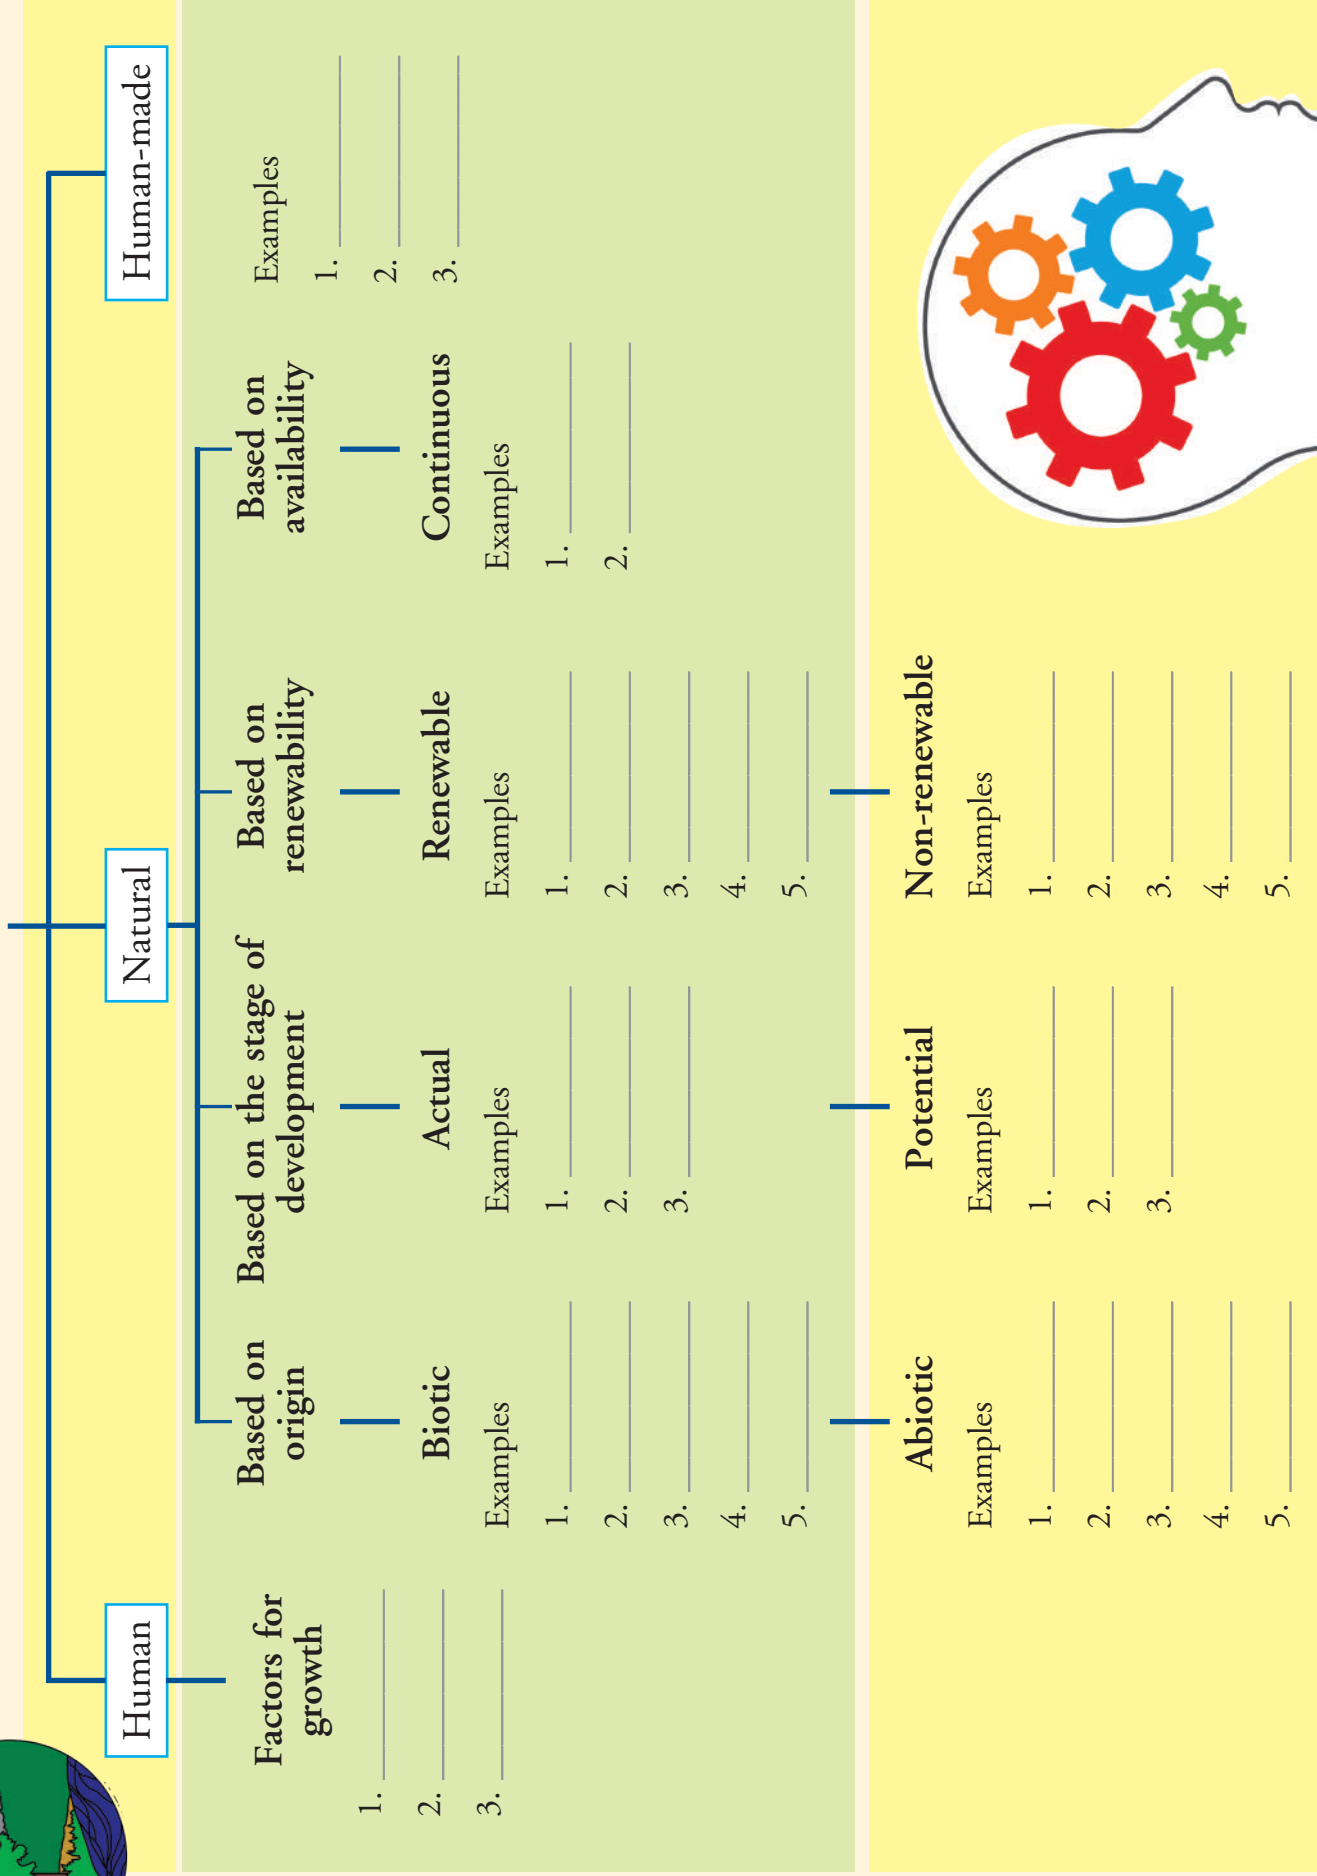 Human
Natural
Human-made
Factors for
growth
1.
2.
3.
Based on
origin
Biotic
Examples
1.
2.
3.
4.
5.
Abiotic
Examples
1.
2.
3.
4.
5.
Based on the stage of
development
Actual
Examples
1.
2.
3.
Potential
Examples
1.
2.
3.
Based on
renewability
Renewable
Examples
1.
2.
3.
4.
5.
Non-renewable
Examples
1.
2.
3.
4.
5.
Based on
availability
Continuous
Examples
1.
2.
Examples
1.
2.
3.